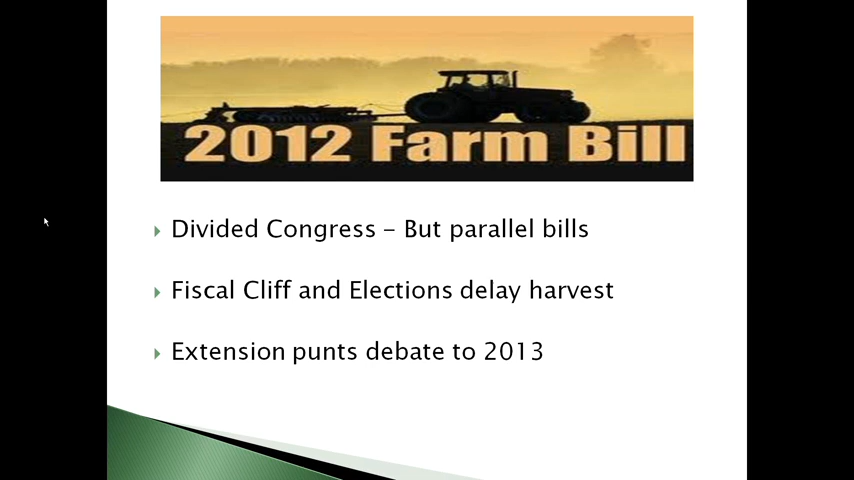 2012 Farm Bill
Divided Congress – But parallel bills
Fiscal Cliff and Elections delay harvest
Extension punts debate to 2013